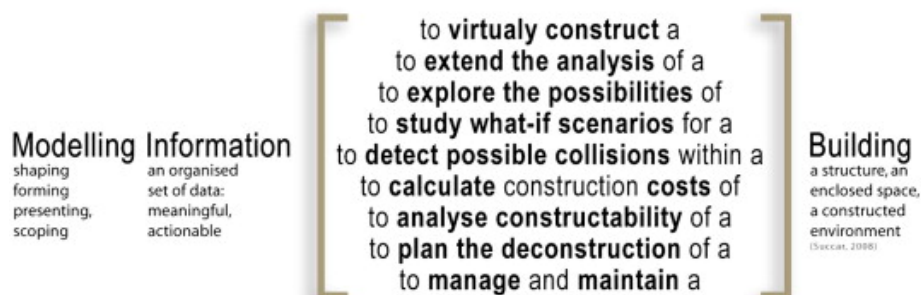 Modelling
shaping
forming
presenting,
scoping
Information
an organised
set of data:
meaningful,
actionable
to virtualy construct a
to extend the analysis of a
to explore the possibilities of
to study what-if scenarios for a
to detect possible collisions within a
to calculate construction costs of
to analyse constructability of a
to plan the deconstruction of a
to manage and maintain a
Building
a structure, an
enclosed space,
a constructed
environment
(Succar, 2008)